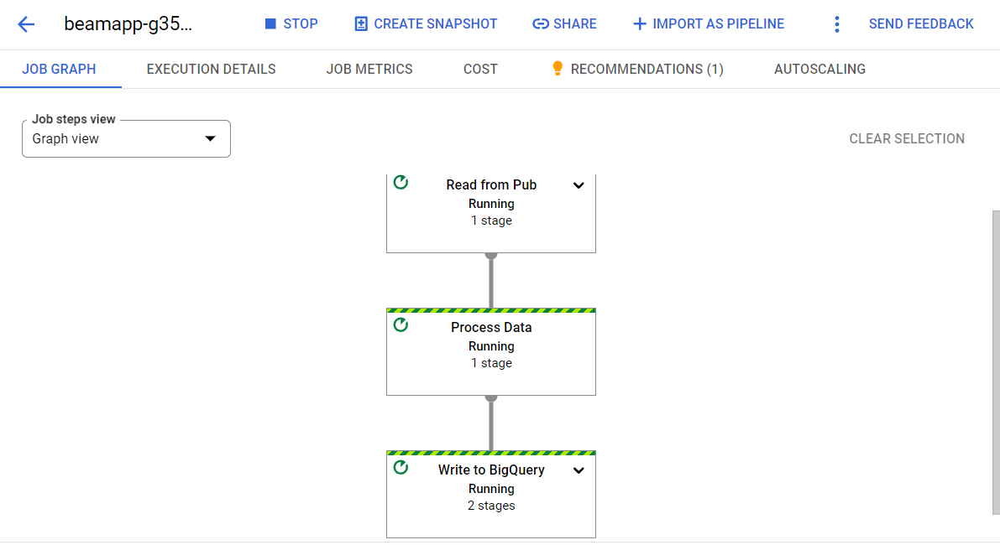 beamapp-g35... STOP CREATE SNAPSHOT SHARE IMPORT AS PIPELINE SEND FEEDBACK
JOB GRAPH EXECUTION DETAILS JOB METRICS COST RECOMMENDATIONS (1) AUTOSCALING
Job steps view
Graph view
CLEAR SELECTION
Read from Pub
Running
1 stage
Process Data
Running
1 stage
Write to BigQuery
Running
2 stages